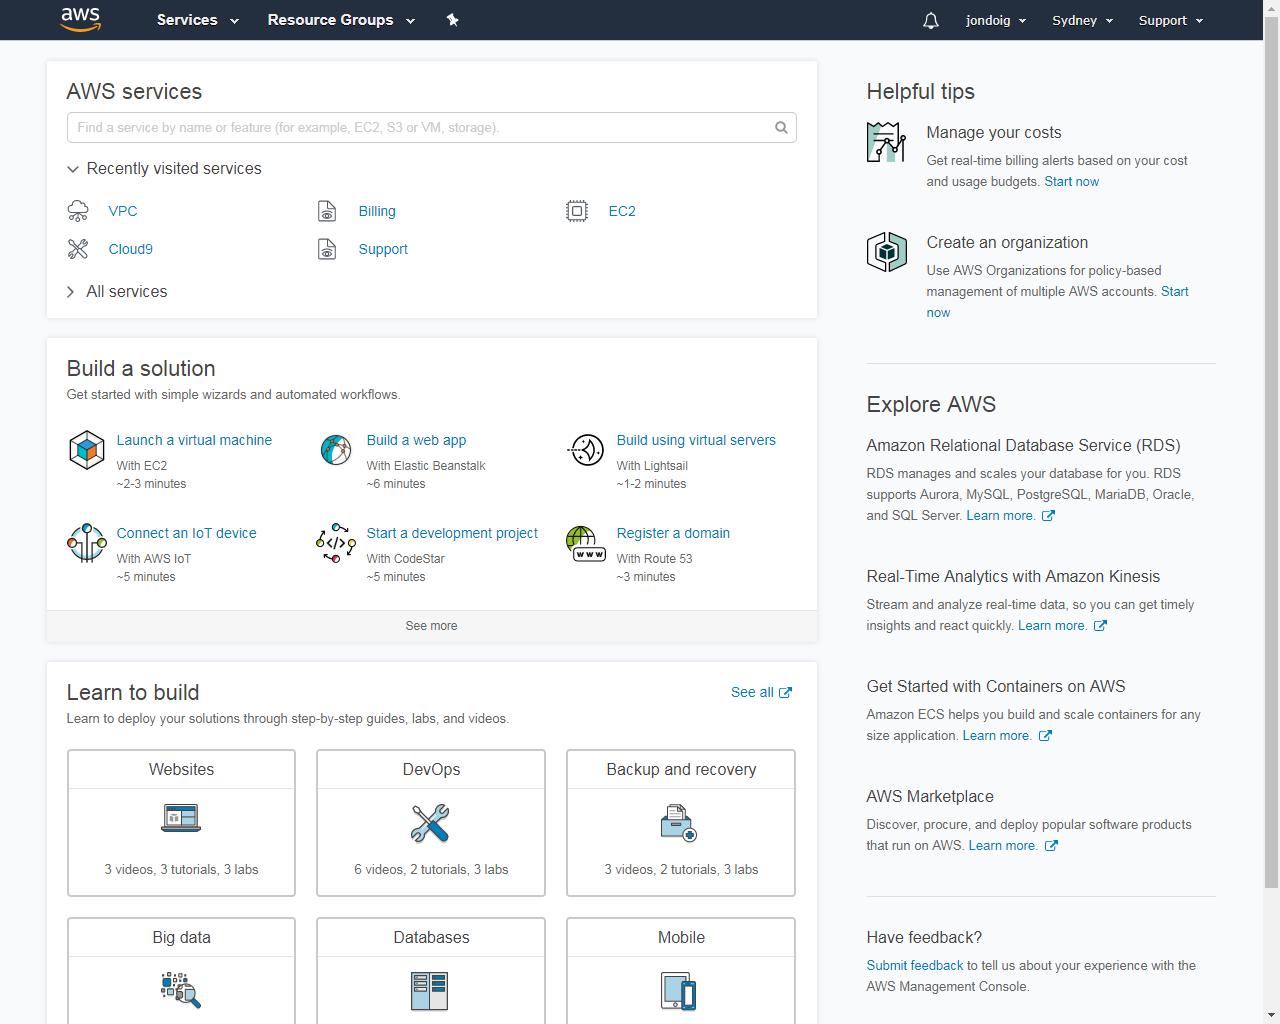 aws
Services
Resource Groups
jondoig
Sydney
Support
AWS services
Find a service by name or feature (for example, EC2, S3 or VM, storage).
Recently visited services
VPC
Billing
EC2
Cloud9
Support
All services
Build a solution
Get started with simple wizards and automated workflows.
Launch a virtual machine
With EC2
~2-3 minutes
Build a web app
With Elastic Beanstalk
~6 minutes
Build using virtual servers
With Lightsail
~1-2 minutes
Connect an IoT device
With AWS IoT
~5 minutes
Start a development project
With CodeStar
~5 minutes
WWW
Register a domain
With Route 53
~3 minutes
See more
Learn to build
See all
Learn to deploy your solutions through step-by-step guides, labs, and videos.
Websites
3 videos, 3 tutorials, 3 labs
DevOps
6 videos, 2 tutorials, 3 labs
Backup and recovery
3 videos, 2 tutorials, 3 labs
Big data
Databases
Mobile
Helpful tips
Manage your costs
Get real-time billing alerts based on your cost
and usage budgets. Start now
Create an organization
Use AWS Organizations for policy-based
management of multiple AWS accounts. Start
now
Explore AWS
Amazon Relational Database Service (RDS)
RDS manages and scales your database for you. RDS
supports Aurora, MySQL, PostgreSQL, MariaDB, Oracle,
and SQL Server. Learn more.
Real-Time Analytics with Amazon Kinesis
Stream and analyze real-time data, so you can get timely
insights and react quickly. Learn more.
Get Started with Containers on AWS
Amazon ECS helps you build and scale containers for any
size application. Learn more.
AWS Marketplace
Discover, procure, and deploy popular software products
that run on AWS. Learn more.
Have feedback?
Submit feedback to tell us about your experience with the
AWS Management Console.